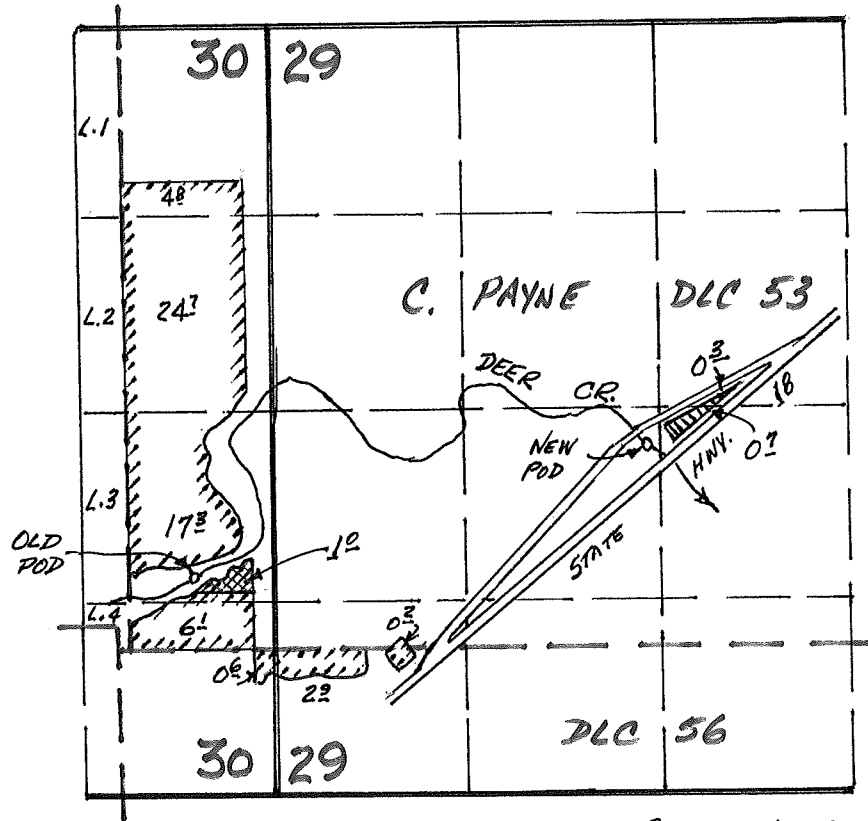 30 29
L.1
4 8
L.2
24 7
C. PAYNE DLC 53
DEER CR.
0 3
18
HWY.
0 7
NEW POD
L.3
17 3
OLD POD
1 0
STATE
L.4
6 1
0 2
0 6
2 9
DLC 56
30 29